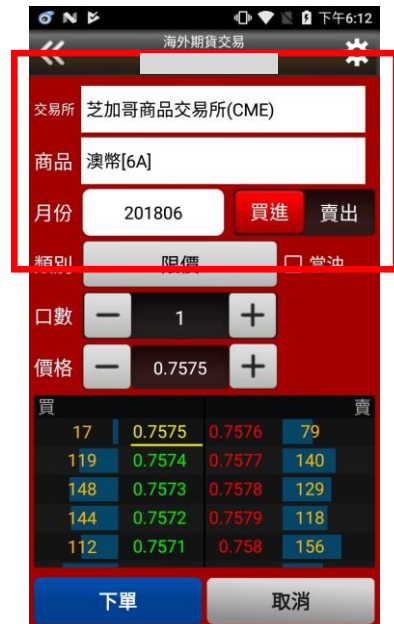 下午6:12
海外期貨交易
交易所 芝加哥商品交易所(CME)
商品 澳幣[6A]
月份 201806 買進 賣出
類別 限價 當沖
口數 1
價格 0.7575
買 賣
17 0.7575 0.7576 79
119 0.7574 0.7577 140
148 0.7573 0.7578 129
144 0.7572 0.7579 118
112 0.7571 0.758 156
下單 取消